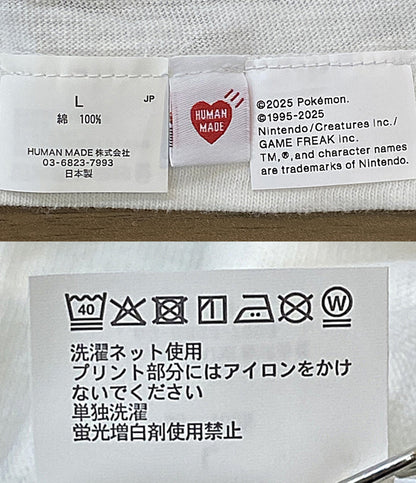 L
JP
綿 100%
HUMAN MADE 株式会社
03-6823-7993
日本製
HUMAN
MADE
©2025 Pokémon.
©1995-2025
Nintendo/Creatures Inc./
GAME FREAK inc.
TM,®,and character names
are trademarks of Nintendo.
40
W
洗濯ネット使用
プリント部分にはアイロンをかけ
ないでください
単独洗濯
蛍光増白剤使用禁止